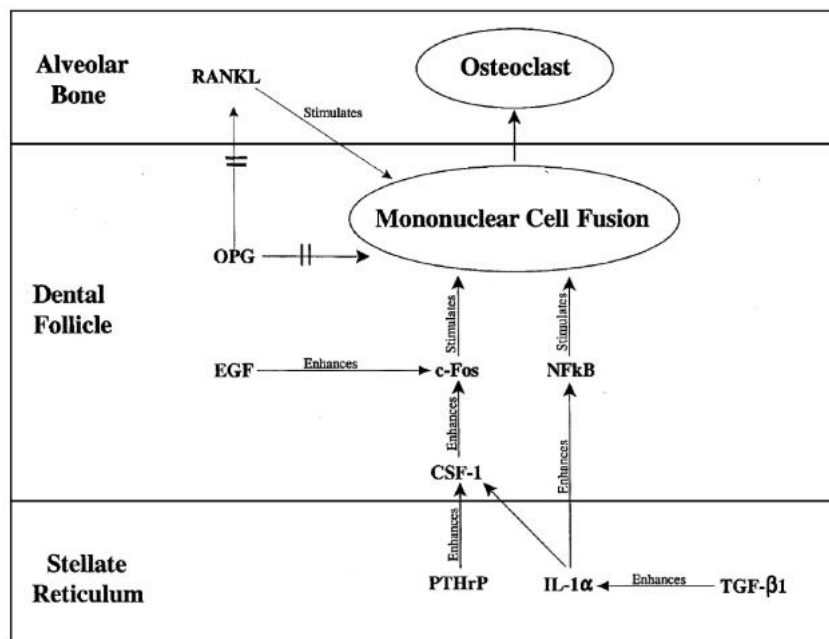 Alveolar
Bone
RANKL
Osteoclast
Stimulates
Mononuclear Cell Fusion
OPG
Dental
Follicle
Stimulates
Stimulates
EGF
Enhances
c-Fos
NFkB
Enhances
Enhances
CSF-1
Stellate
Reticulum
Enhances
PTHrP
IL-1α
Enhances
TGF-β1